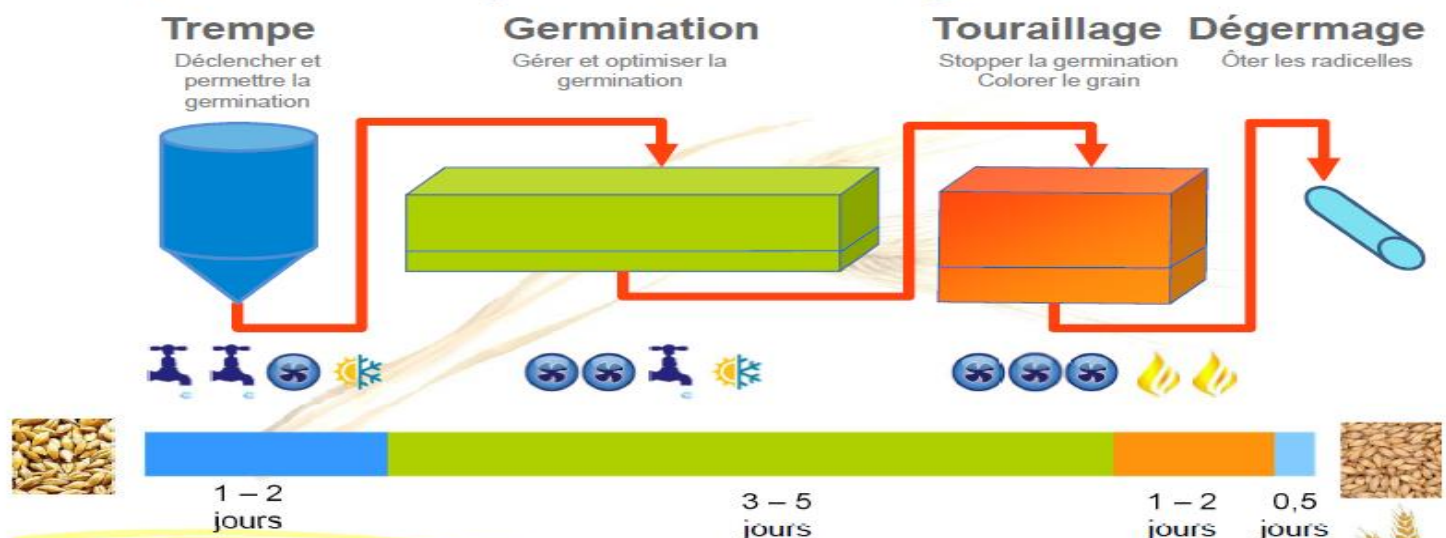 Trempe
Déclencher et
permettre la
germination
Germination
Gérer et optimiser la
germination
Touraillage
Stopper la germination
Colorer le grain
Dégermage
Ôter les radicelles
1 – 2
jours
3 – 5
jours
1 – 2
jours
0,5
jours